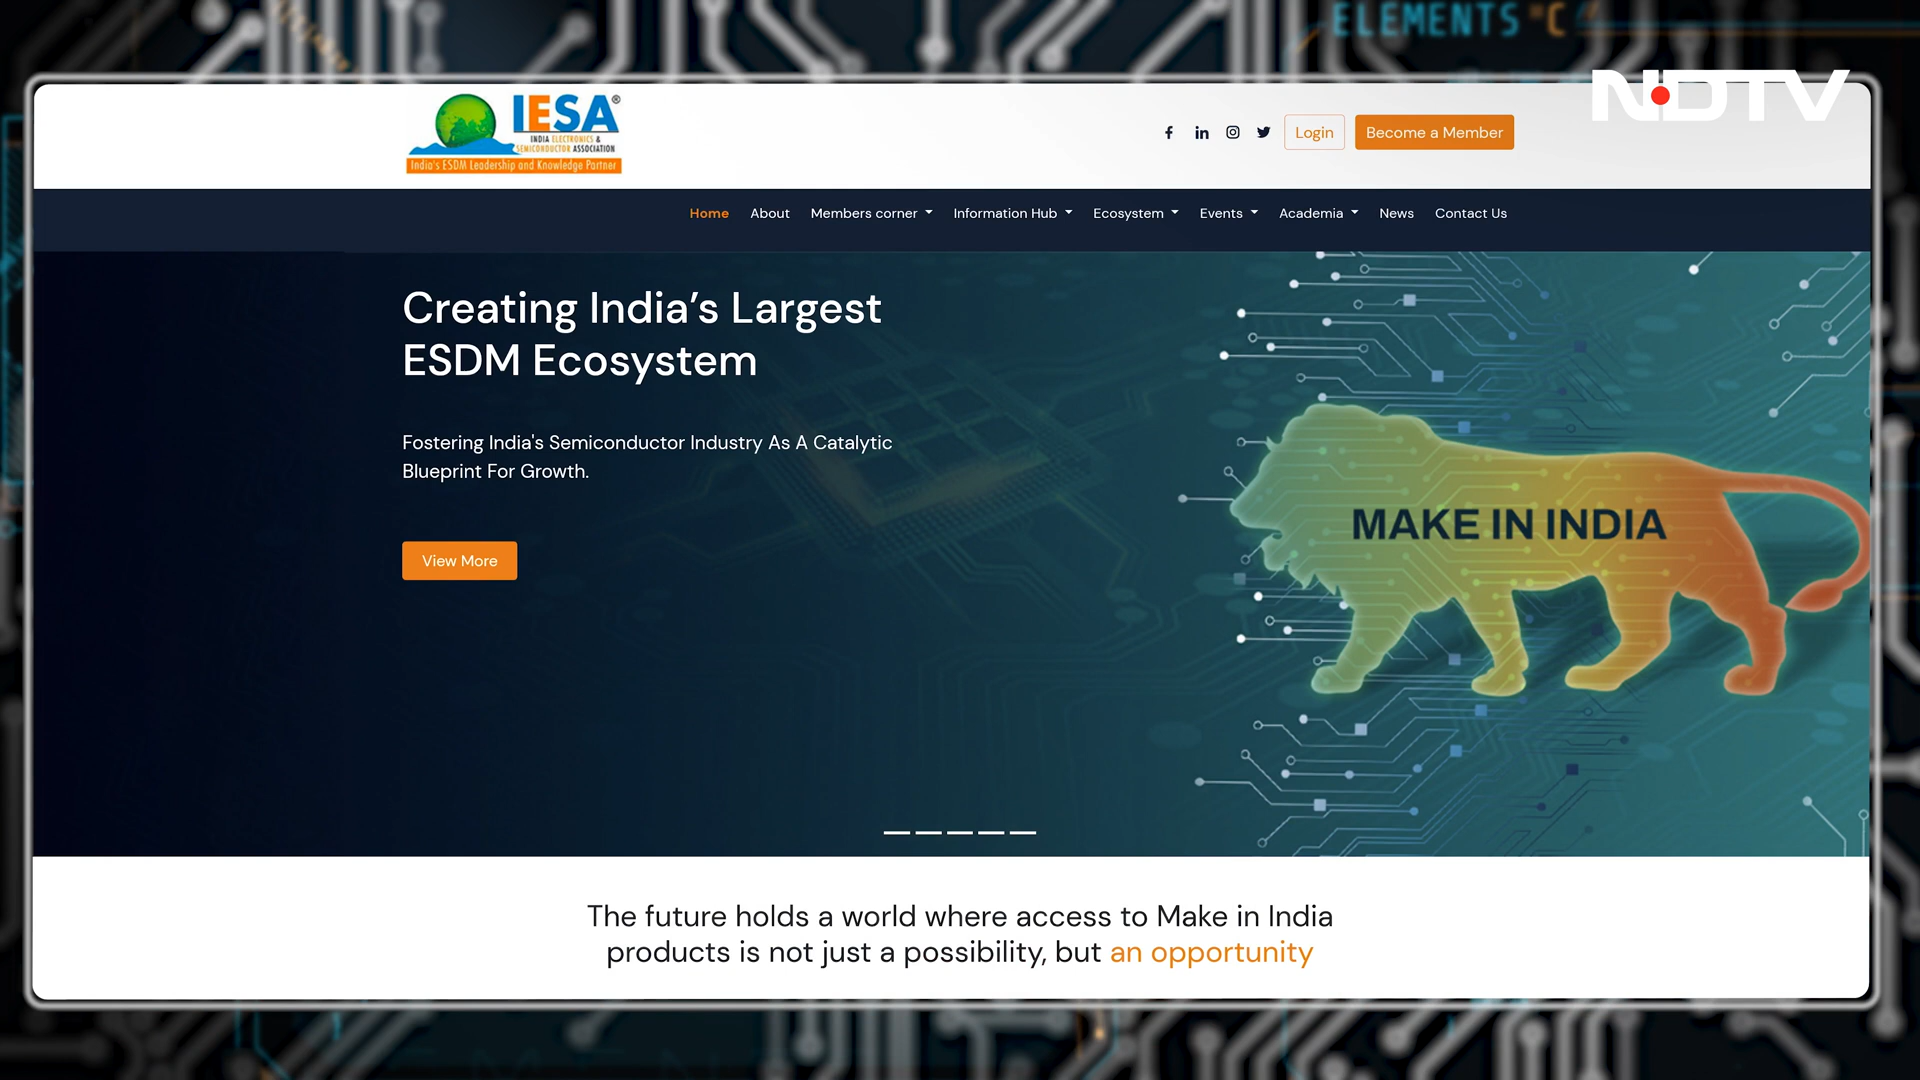 ELEMENTS °C
NDTV
IESA®
INDIA ELECTRONICS &
SEMICONDUCTOR ASSOCIATION
India's ESDM Leadership and Knowledge Partner
Login
Become a Member
Home
About
Members corner
Information Hub
Ecosystem
Events
Academia
News
Contact Us
Creating India’s Largest
ESDM Ecosystem
Fostering India's Semiconductor Industry As A Catalytic
Blueprint For Growth.
View More
MAKE IN INDIA
The future holds a world where access to Make in India
products is not just a possibility, but an opportunity